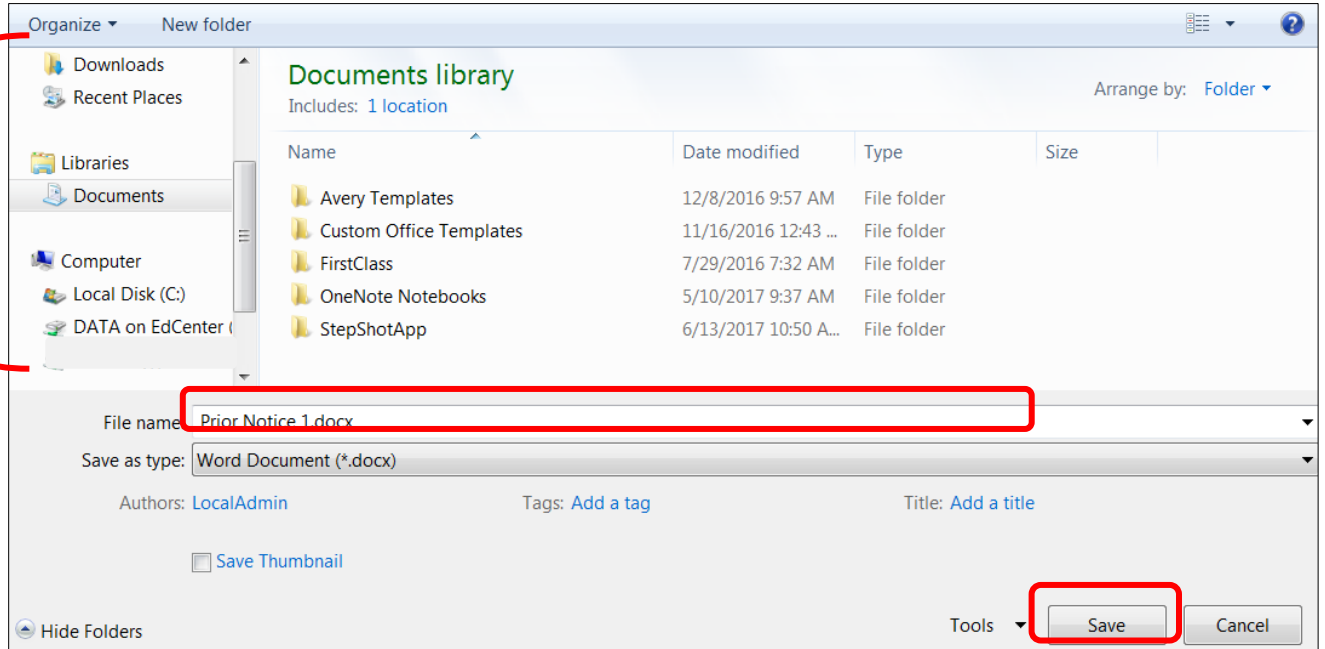 Organize New folder
Downloads
Recent Places
Libraries
Documents
Computer
Local Disk (C:)
DATA on EdCenter (
Documents library
Includes: 1 location
Arrange by: Folder
Name Date modified Type Size
Avery Templates 12/8/2016 9:57 AM File folder
Custom Office Templates 11/16/2016 12:43 ... File folder
FirstClass 7/29/2016 7:32 AM File folder
OneNote Notebooks 5/10/2017 9:37 AM File folder
StepShotApp 6/13/2017 10:50 A... File folder
File name: Prior Notice 1.docx
Save as type: Word Document (*.docx)
Authors: LocalAdmin Tags: Add a tag Title: Add a title
Save Thumbnail
Hide Folders Tools Save Cancel